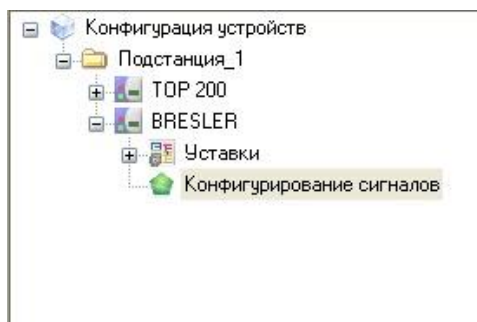 Конфигурация устройств
Подстанция_1
TOP 200
BRESLER
Уставки
Конфигурирование сигналов